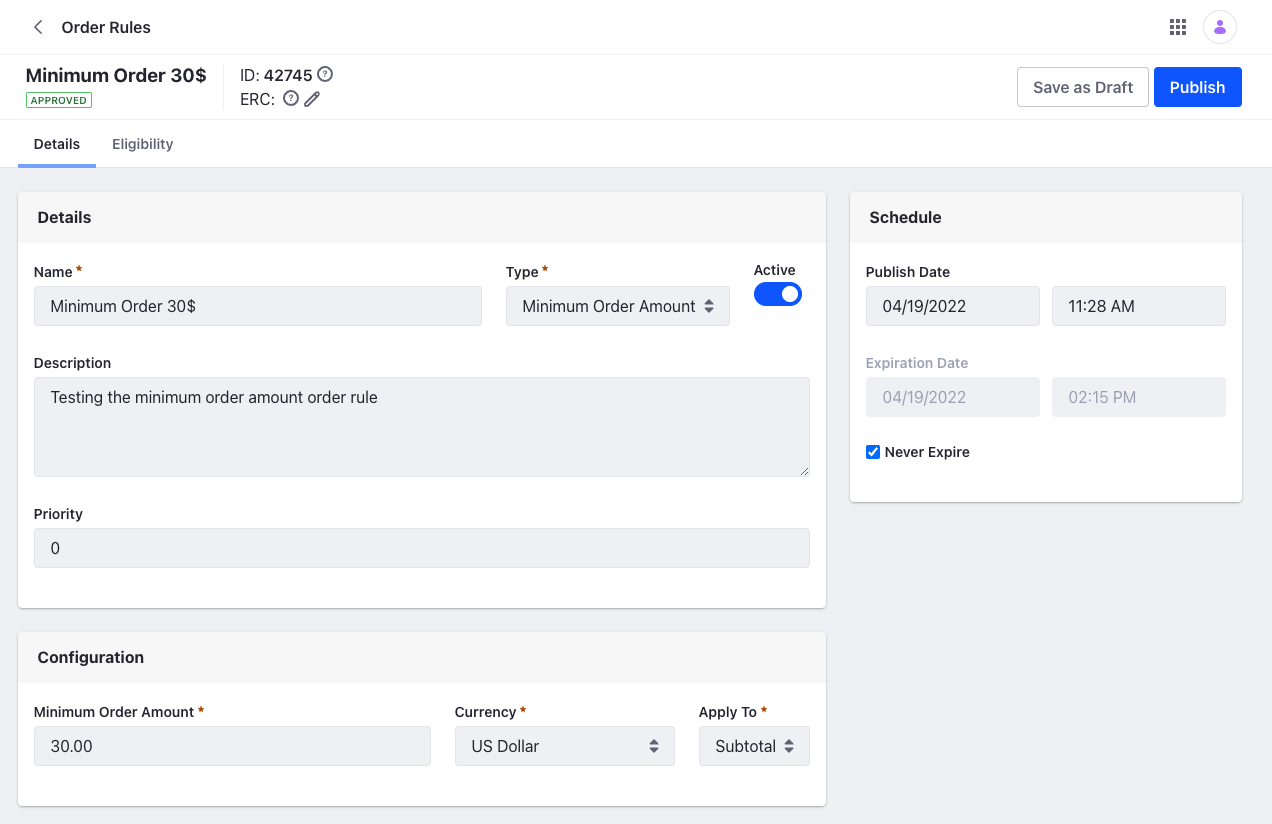 Order Rules
Minimum Order 30$
APPROVED
ID: 42745 ?
ERC: ?
Save as Draft
Publish
Details
Eligibility
Details
Name *
Minimum Order 30$
Type *
Minimum Order Amount
Active
Description
Testing the minimum order amount order rule
Priority
0
Configuration
Minimum Order Amount *
30.00
Currency *
US Dollar
Apply To *
Subtotal
Schedule
Publish Date
04/19/2022
11:28 AM
Expiration Date
04/19/2022
02:15 PM
Never Expire